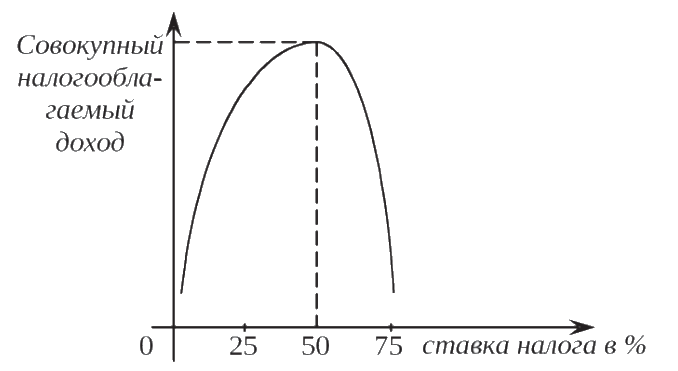 Совокупный
налогообла-
гаемый
доход
0 25 50 75 ставка налога в %